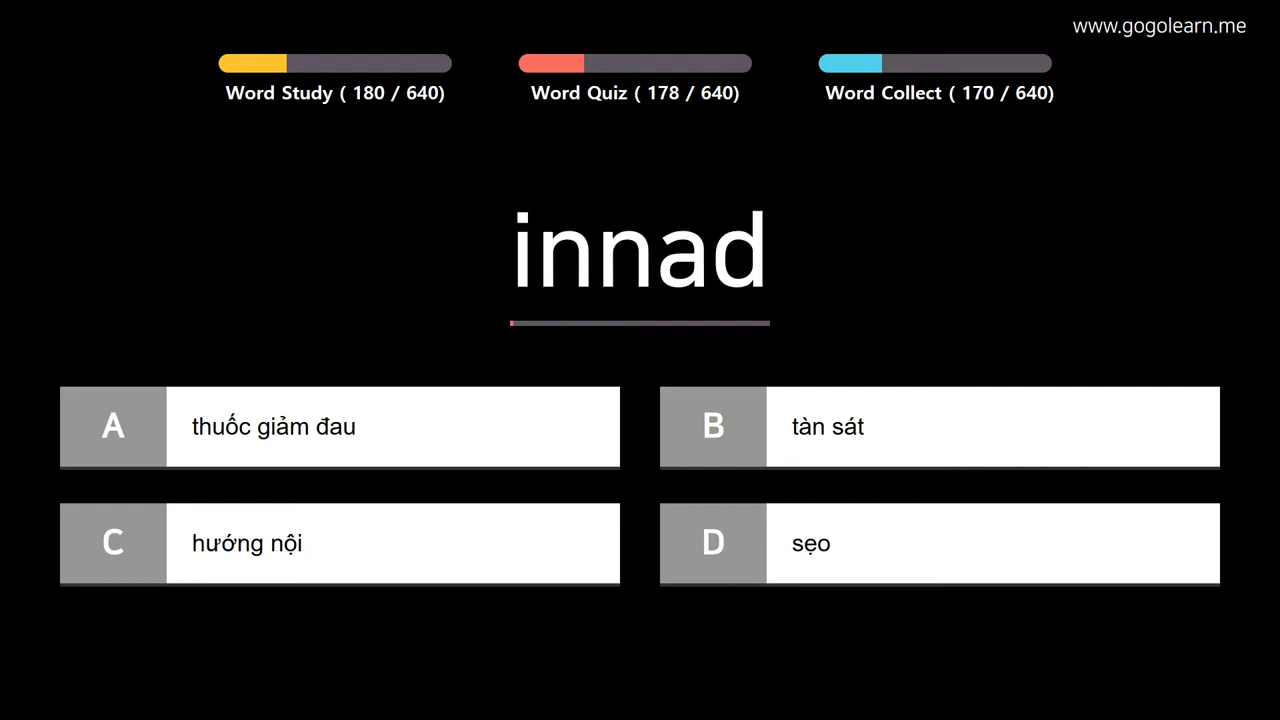 www.gogolearn.me
Word Study ( 180 / 640)
Word Quiz ( 178 / 640)
Word Collect ( 170 / 640)
innad
A
thuốc giảm đau
B
tàn sát
C
hướng nội
D
sẹo